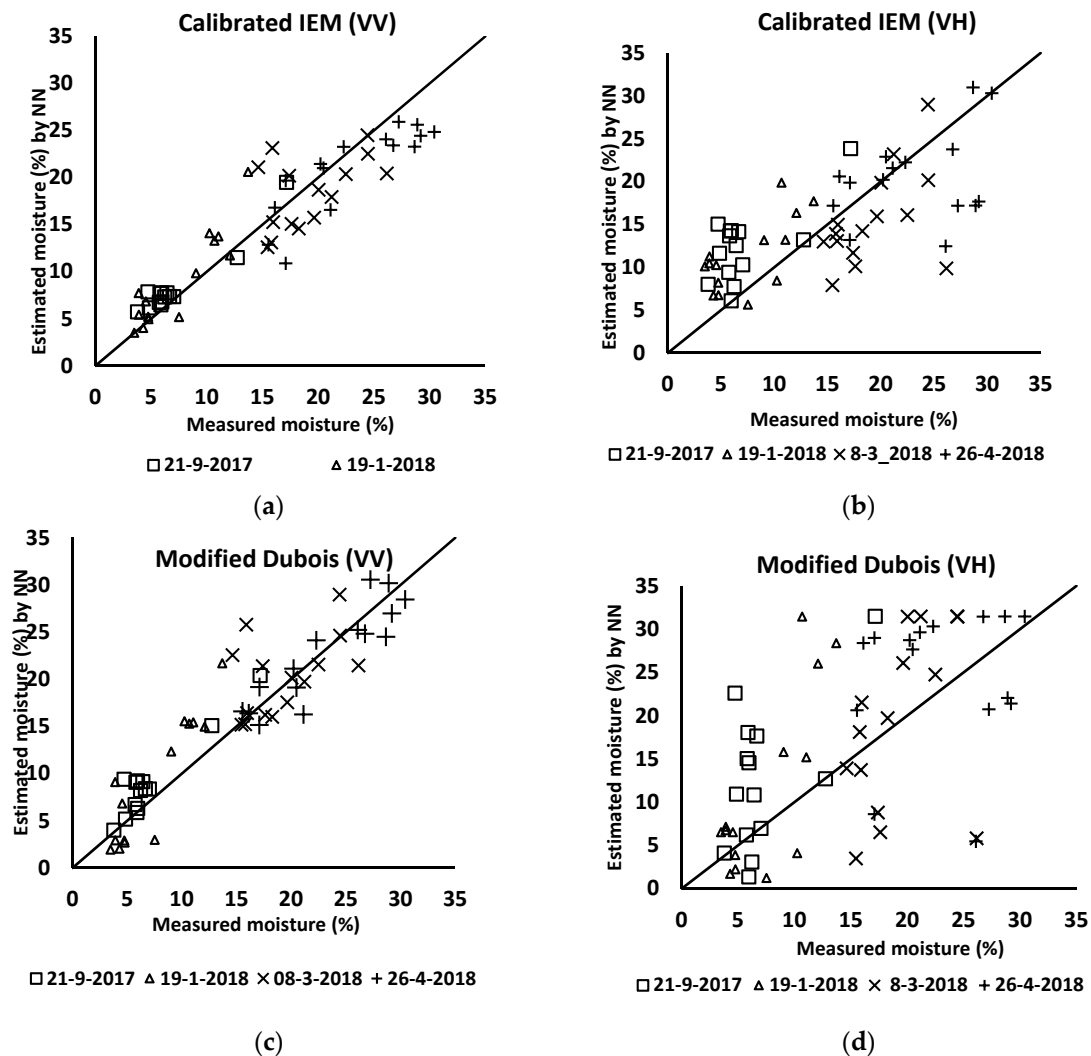 Calibrated IEM (VV)
Estimated moisture (%) by NN
35
30
25
20
15
10
5
0
0 5 10 15 20 25 30 35
Measured moisture (%)
21-9-2017 19-1-2018
(a)
Calibrated IEM (VH)
Estimated moisture (%) by NN
35
30
25
20
15
10
5
0
0 5 10 15 20 25 30 35
Measured moisture (%)
21-9-2017 19-1-2018 8-3_2018 26-4-2018
(b)
Modified Dubois (VV)
Estimated moisture (%) by NN
35
30
25
20
15
10
5
0
0 5 10 15 20 25 30 35
Measured moisture (%)
21-9-2017 19-1-2018 08-3-2018 26-4-2018
(c)
Modified Dubois (VH)
Estimated moisture (%) by NN
35
30
25
20
15
10
5
0
0 5 10 15 20 25 30 35
Measured moisture (%)
21-9-2017 19-1-2018 8-3-2018 26-4-2018
(d)